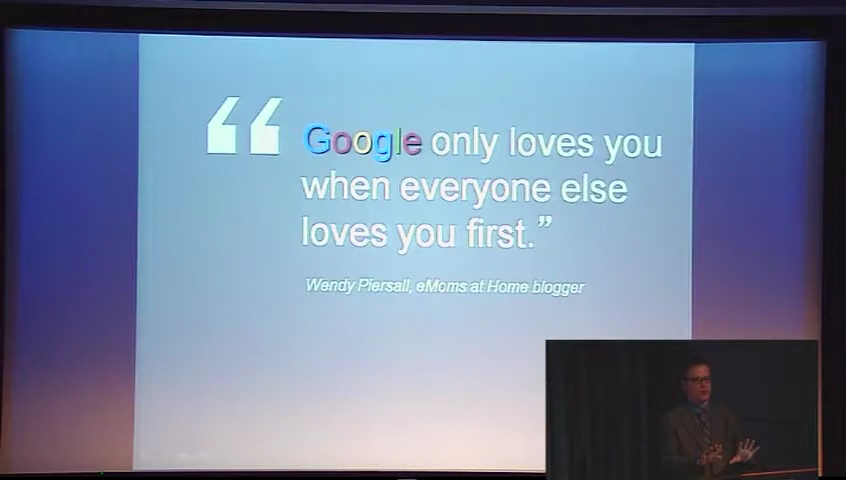 “Google only loves you
when everyone else
loves you first.”
Wendy Piersall, eMoms at Home blogger